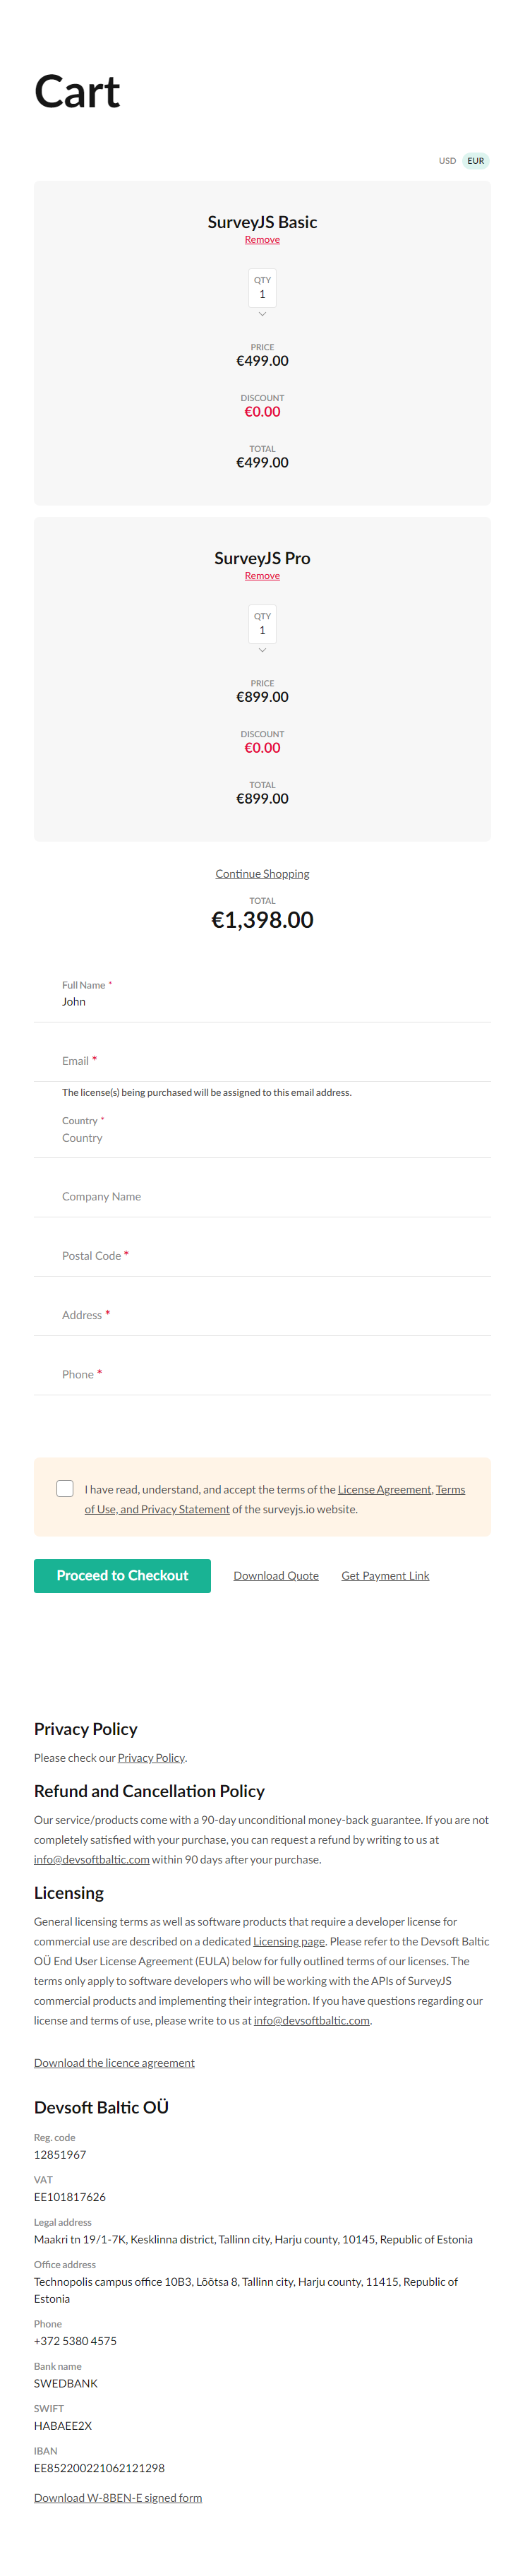 Cart
USD EUR
SurveyJS Basic
Remove
QTY
1
PRICE
€499.00
DISCOUNT
€0.00
TOTAL
€499.00
SurveyJS Pro
Remove
QTY
1
PRICE
€899.00
DISCOUNT
€0.00
TOTAL
€899.00
Continue Shopping
TOTAL
€1,398.00
Full Name *
John
Email *
The license(s) being purchased will be assigned to this email address.
Country *
Country
Company Name
Postal Code *
Address *
Phone *
I have read, understand, and accept the terms of the License Agreement, Terms
of Use, and Privacy Statement of the surveyjs.io website.
Proceed to Checkout Download Quote Get Payment Link
Privacy Policy
Please check our Privacy Policy.
Refund and Cancellation Policy
Our service/products come with a 90-day unconditional money-back guarantee. If you are not
completely satisfied with your purchase, you can request a refund by writing to us at
info@devsoftbaltic.com within 90 days after your purchase.
Licensing
General licensing terms as well as software products that require a developer license for
commercial use are described on a dedicated Licensing page. Please refer to the Devsoft Baltic
OÜ End User License Agreement (EULA) below for fully outlined terms of our licenses. The
terms only apply to software developers who will be working with the APIs of SurveyJS
commercial products and implementing their integration. If you have questions regarding our
license and terms of use, please write to us at info@devsoftbaltic.com.
Download the licence agreement
Devsoft Baltic OÜ
Reg. code
12851967
VAT
EE101817626
Legal address
Maakri tn 19/1-7K, Kesklinna district, Tallinn city, Harju county, 10145, Republic of Estonia
Office address
Technopolis campus office 10B3, Lõõtsa 8, Tallinn city, Harju county, 11415, Republic of
Estonia
Phone
+372 5380 4575
Bank name
SWEDBANK
SWIFT
HABAEE2X
IBAN
EE852200221062121298
Download W-8BEN-E signed form